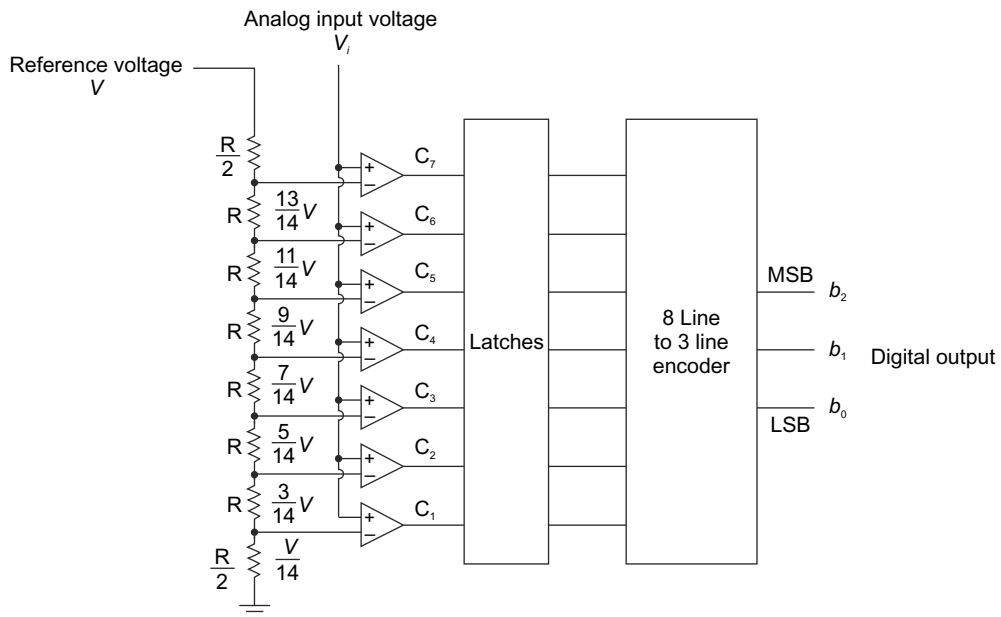 Analog input voltage
Vᵢ
Reference voltage
V
R/2
C₇
R
13/14 V
C₆
R
11/14 V
C₅
MSB
b₂
R
9/14 V
C₄
Latches
8 Line
to 3 line
encoder
b₁
Digital output
R
7/14 V
C₃
b₀
LSB
R
5/14 V
C₂
R
3/14 V
C₁
R/2
V/14